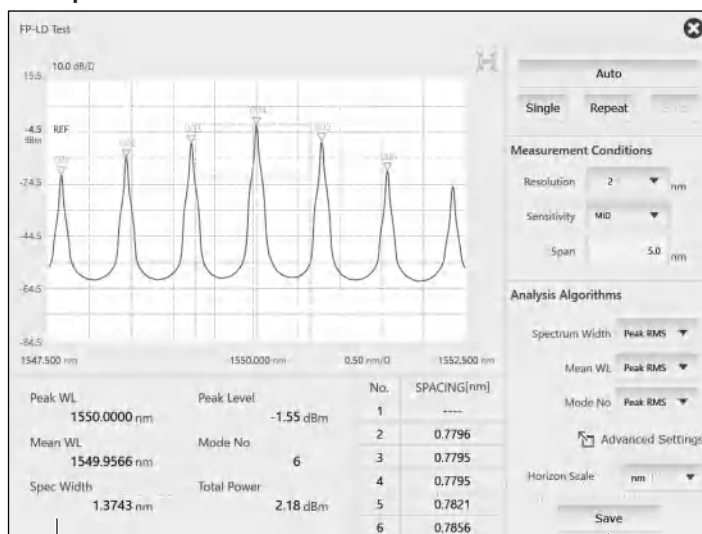 FP-LD Test
10.0 dB/D
15.5
-4.5
dBm
REF
-24.5
-44.5
-64.5
-84.5
1547.500 nm
1550.000 nm
0.50 nm/D
1552.500 nm
Auto
Single
Repeat
Measurement Conditions
Resolution
2
nm
Sensitivity
MID
Span
5.0
nm
Analysis Algorithms
Spectrum Width
Peak RMS
Mean WL
Peak RMS
Mode No
Peak RMS
Advanced Settings
Horizon Scale
nm
Save
Peak WL
1550.0000 nm
Peak Level
-1.55 dBm
Mean WL
1549.9566 nm
Mode No
6
Spec Width
1.3743 nm
Total Power
2.18 dBm
No. SPACING[nm]
1 ----
2 0.7796
3 0.7795
4 0.7795
5 0.7821
6 0.7856